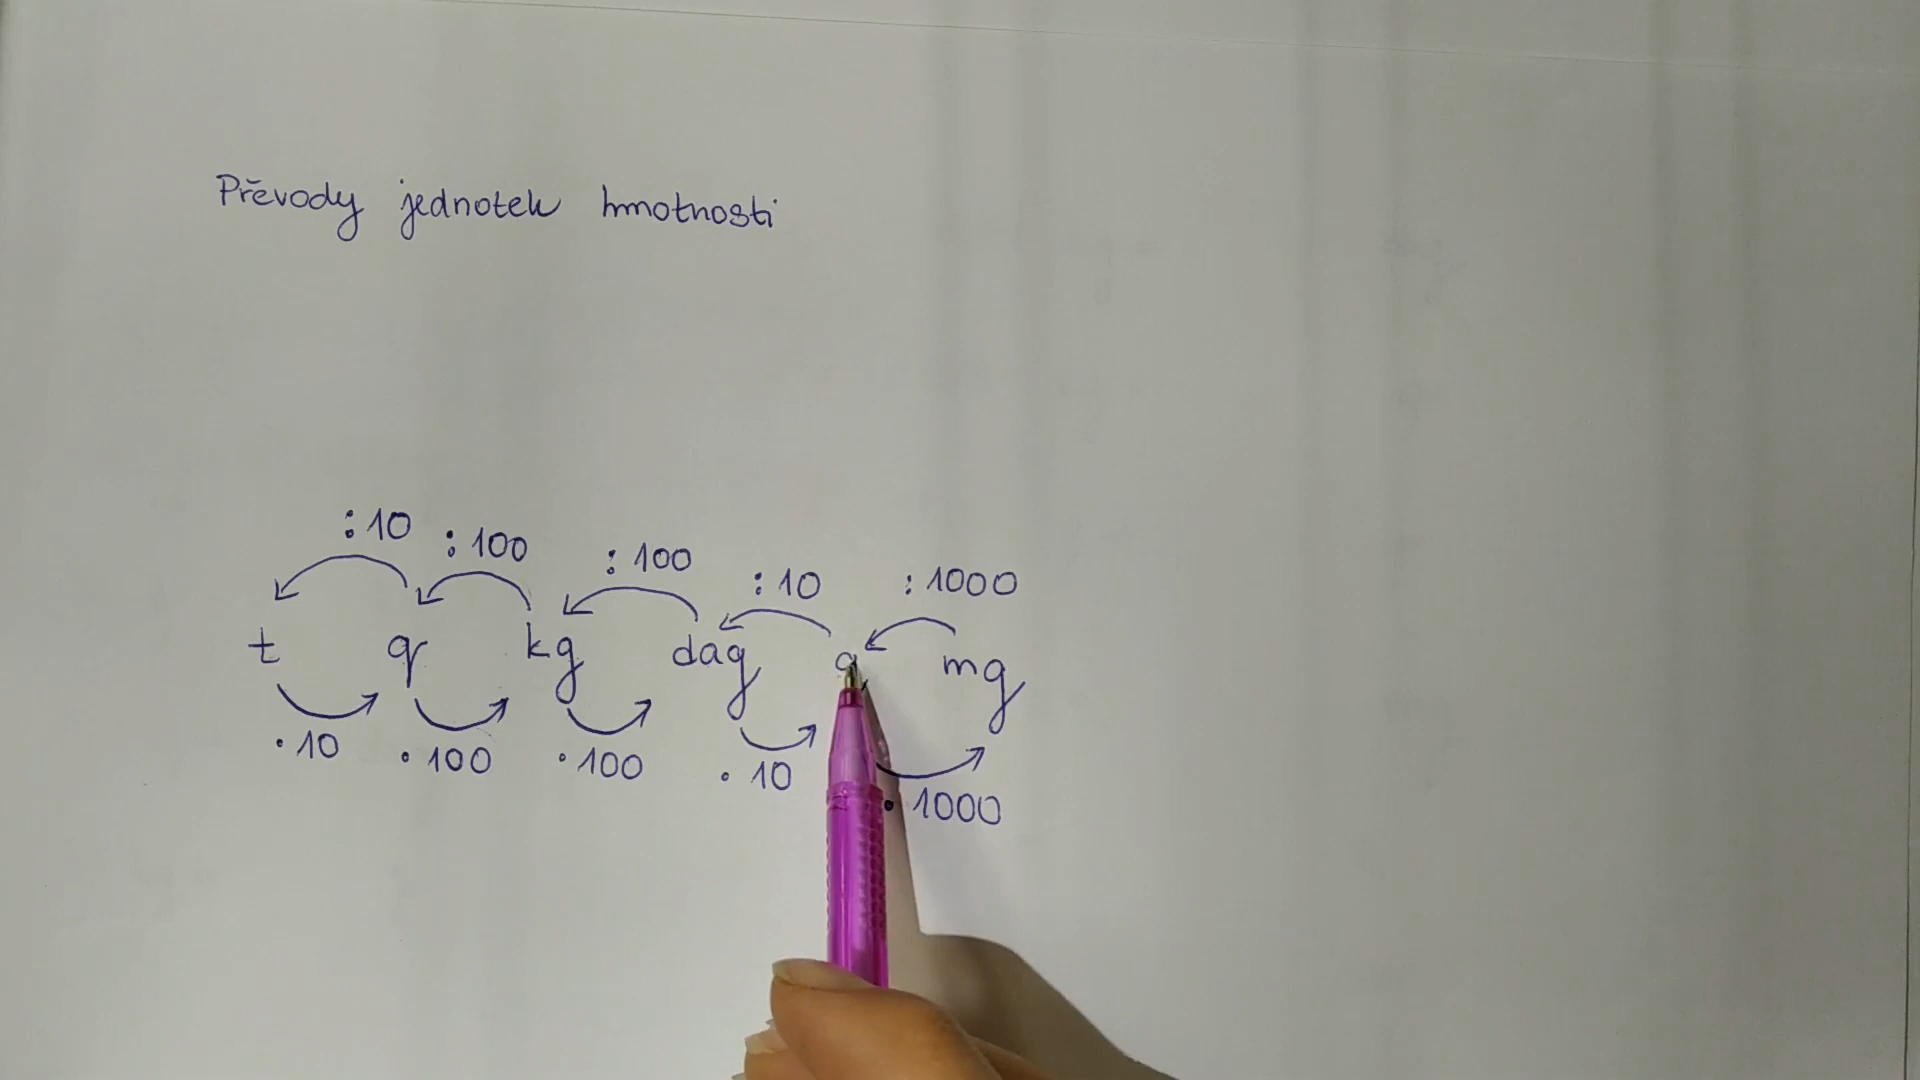 Převody jednotek hmotnosti
:10 :100 :100 :10 :1000
t q kg dag g mg
·10 ·100 ·100 ·10 ·1000